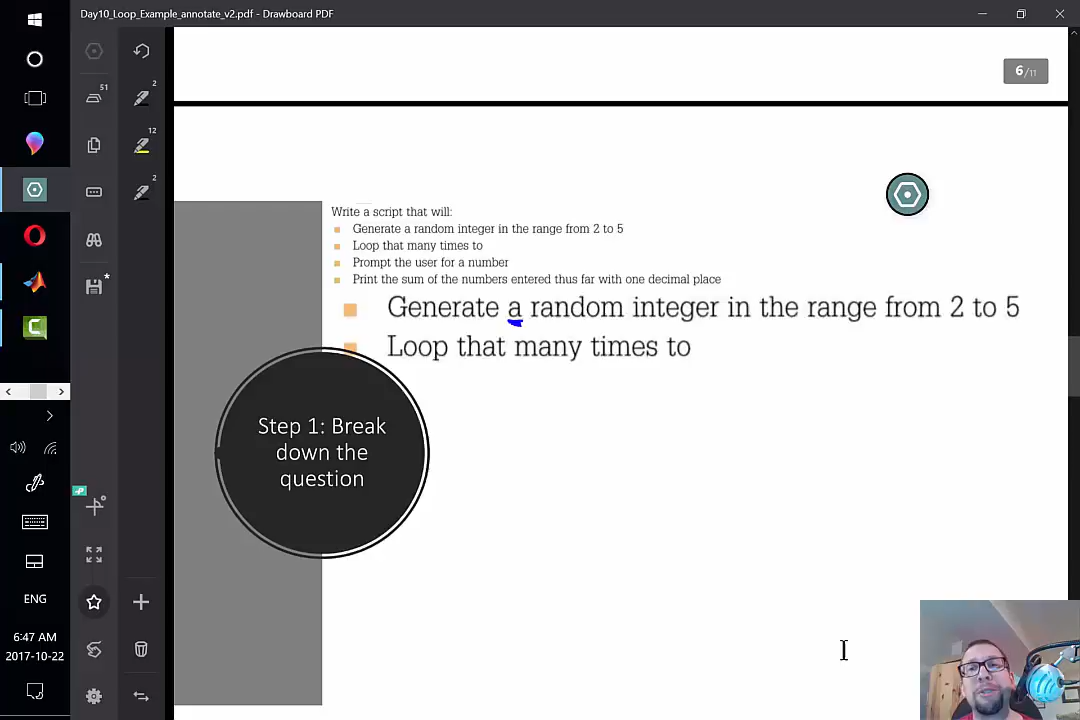 Day10_Loop_Example_annotate_v2.pdf - Drawboard PDF
51
2
12
2
6/11
Write a script that will:
Generate a random integer in the range from 2 to 5
Loop that many times to
Prompt the user for a number
Print the sum of the numbers entered thus far with one decimal place
Generate a random integer in the range from 2 to 5
Loop that many times to
Step 1: Break
down the
question
ENG
6:47 AM
2017-10-22